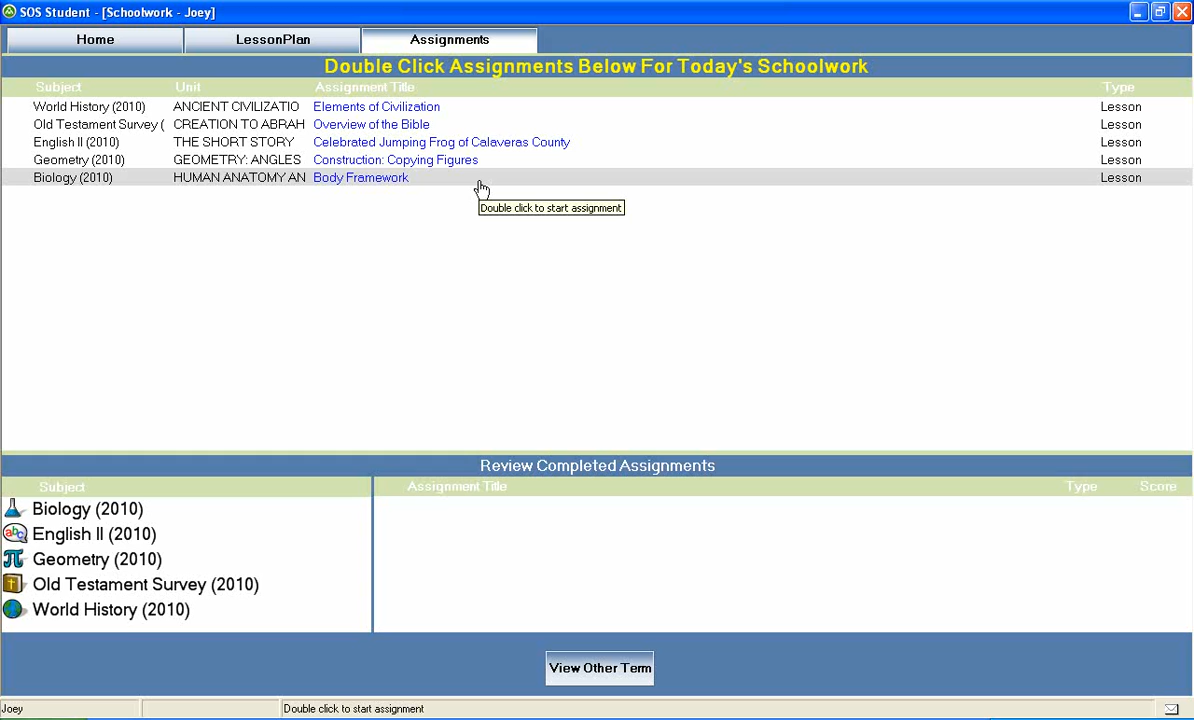 SOS Student - [Schoolwork - Joey]
Home LessonPlan Assignments
Double Click Assignments Below For Today's Schoolwork
Subject Unit Assignment Title Type
World History (2010) ANCIENT CIVILIZATIO Elements of Civilization Lesson
Old Testament Survey ( CREATION TO ABRAH Overview of the Bible Lesson
English II (2010) THE SHORT STORY Celebrated Jumping Frog of Calaveras County Lesson
Geometry (2010) GEOMETRY: ANGLES Construction: Copying Figures Lesson
Biology (2010) HUMAN ANATOMY AN Body Framework Lesson
Double click to start assignment
Review Completed Assignments
Subject Assignment Title Type Score
Biology (2010)
abc English II (2010)
Geometry (2010)
Old Testament Survey (2010)
World History (2010)
View Other Term
Joey Double click to start assignment